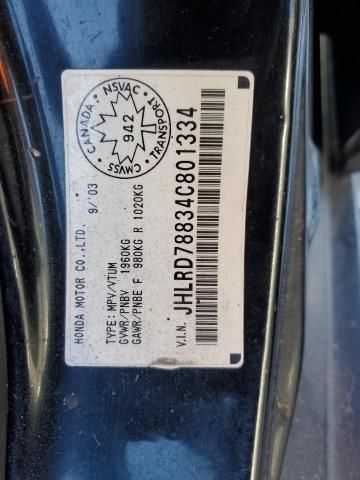 HONDA MOTOR CO.,LTD. 9/'03
TYPE: MPV/VTUM
GVWR/PNBV 1960KG
GAWR/PNBE F 980KG R 1020KG
V.I.N. JHLRD78834C801334
CANADA NSVAC
942
CMVSS TRANSPORT